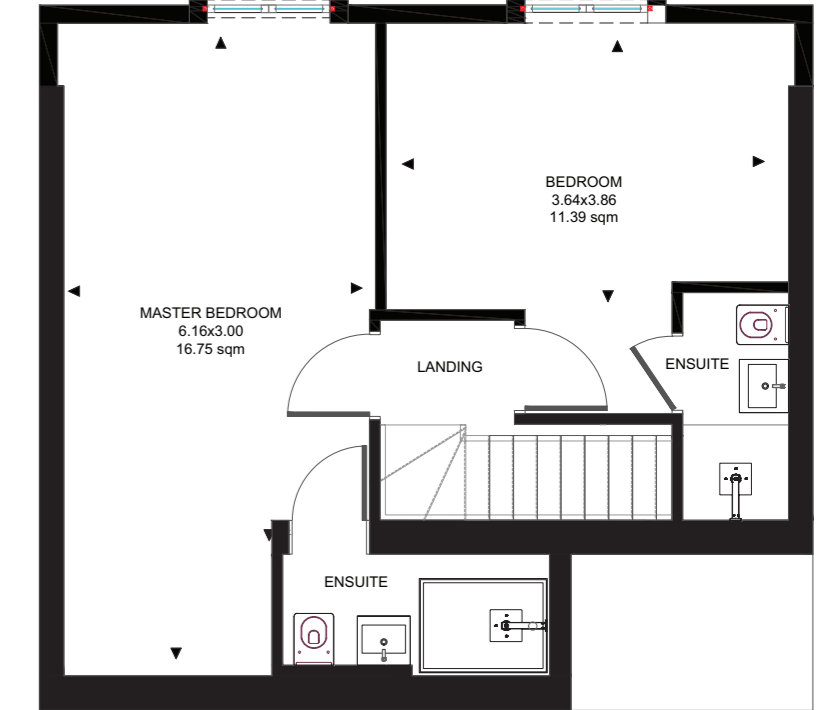 BEDROOM
3.64x3.86
11.39 sqm
MASTER BEDROOM
6.16x3.00
16.75 sqm
LANDING
ENSUITE
ENSUITE